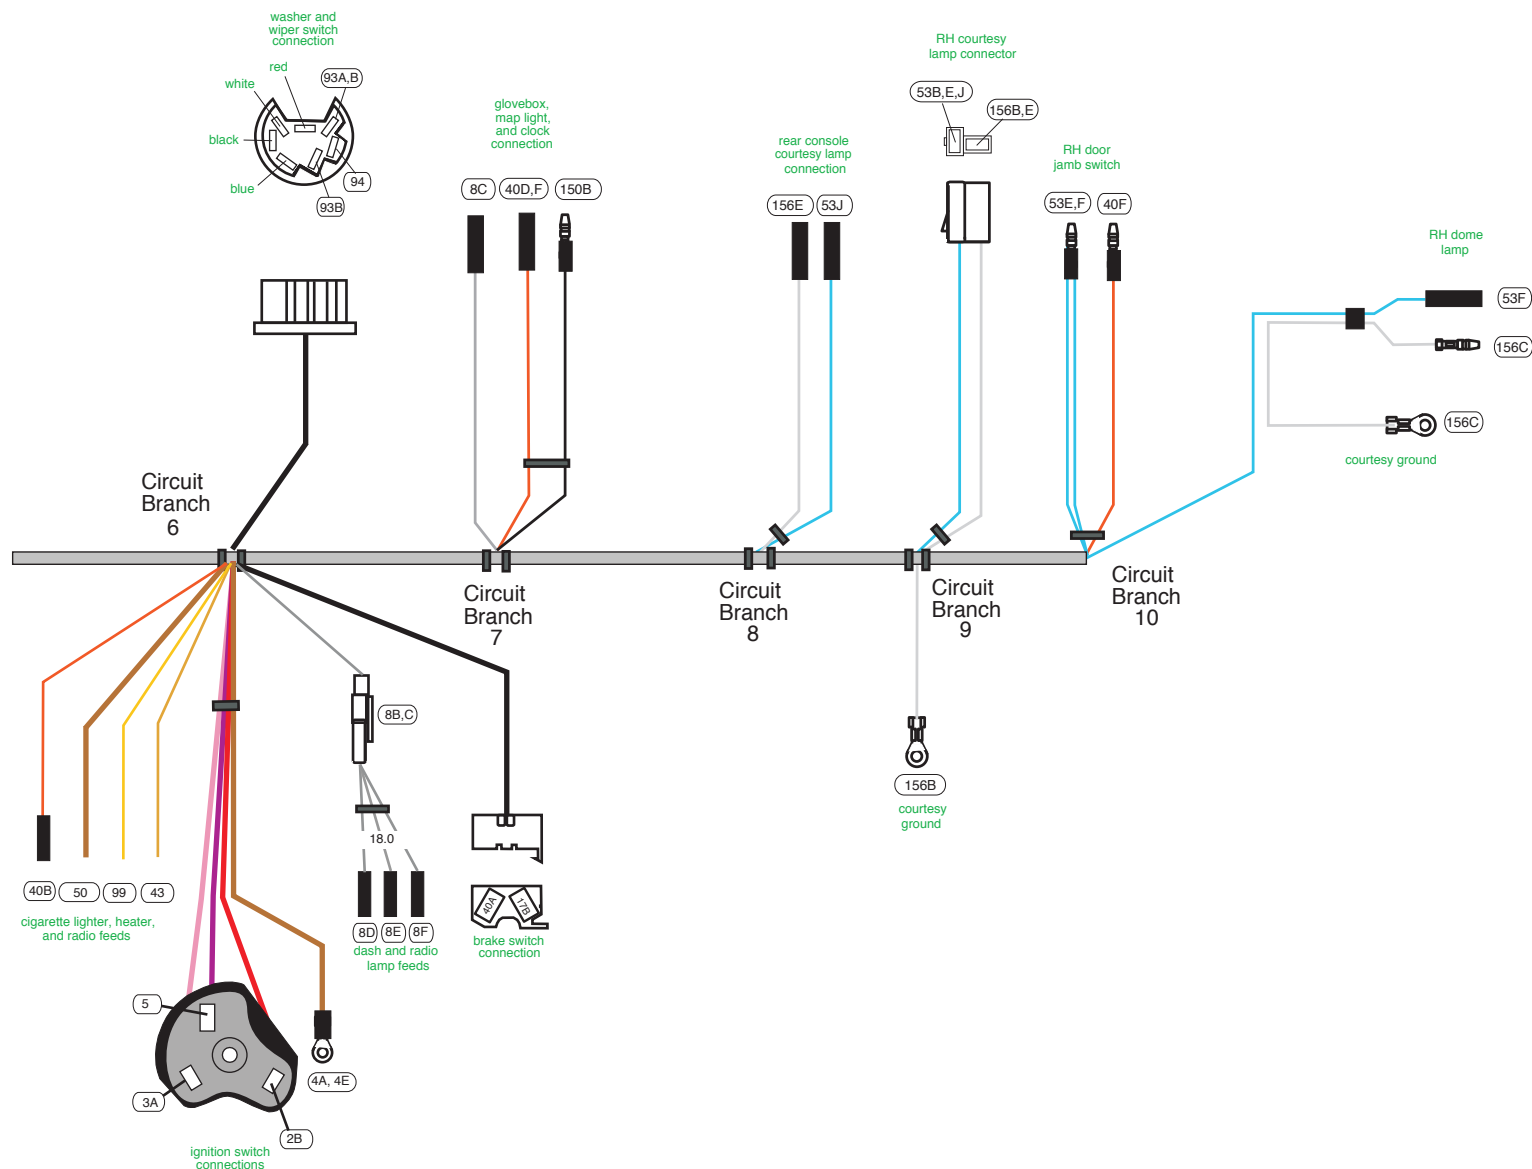 washer and
wiper switch
connection
red
white
93A,B
black
blue
94
93B
glovebox,
map light,
and clock
connection
8C
40D,F
150B
rear console
courtesy lamp
connection
156E
53J
RH courtesy
lamp connector
53B,E,J
156B,E
RH door
jamb switch
53E,F
40F
RH dome
lamp
53F
156C
156C
courtesy ground
Circuit
Branch
6
Circuit
Branch
7
Circuit
Branch
8
Circuit
Branch
9
Circuit
Branch
10
8B,C
18.0
156B
courtesy
ground
40B
50
99
43
cigarette lighter, heater,
and radio feeds
8D
8E
8F
dash and radio
lamp feeds
40A
17B
brake switch
connection
5
3A
2B
4A, 4E
ignition switch
connections